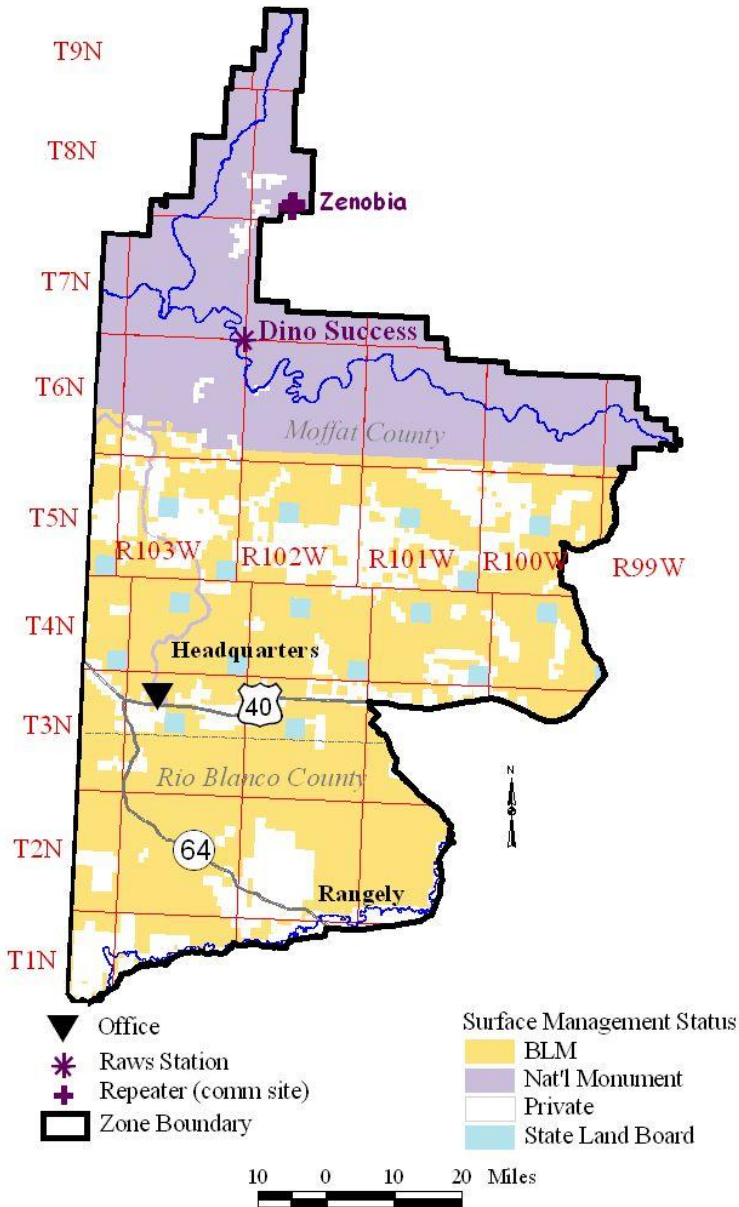 T9N
T8N
Zenobia
T7N
Dino Success
T6N
Moffat County
T5N
R103W R102W R101W R100W R99W
T4N
Headquarters
40
T3N
Rio Blanco County
N
T2N
64
Rangely
T1N
Office
Raws Station
Repeater (comm site)
Zone Boundary
Surface Management Status
BLM
Nat'l Monument
Private
State Land Board
10 0 10 20 Miles